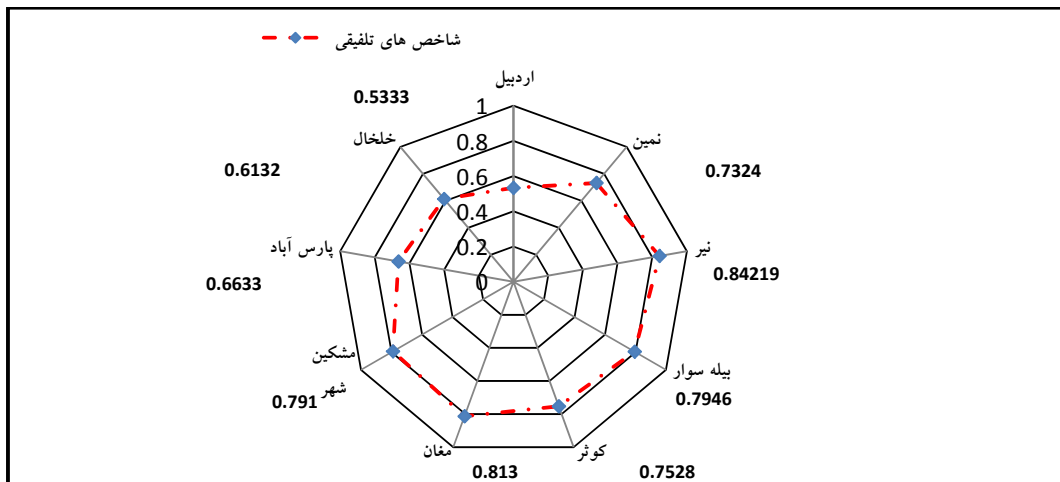 شاخص های تلفیقی
اردبیل
0.5333
1
خلخال
نمین
0.8
0.6132
0.7324
0.6
0.4
پارس آباد
نیر
0.2
0.6633
0.84219
0
مشکین
شهر
بیله سوار
0.791
0.7946
مغان
کوثر
0.813
0.7528